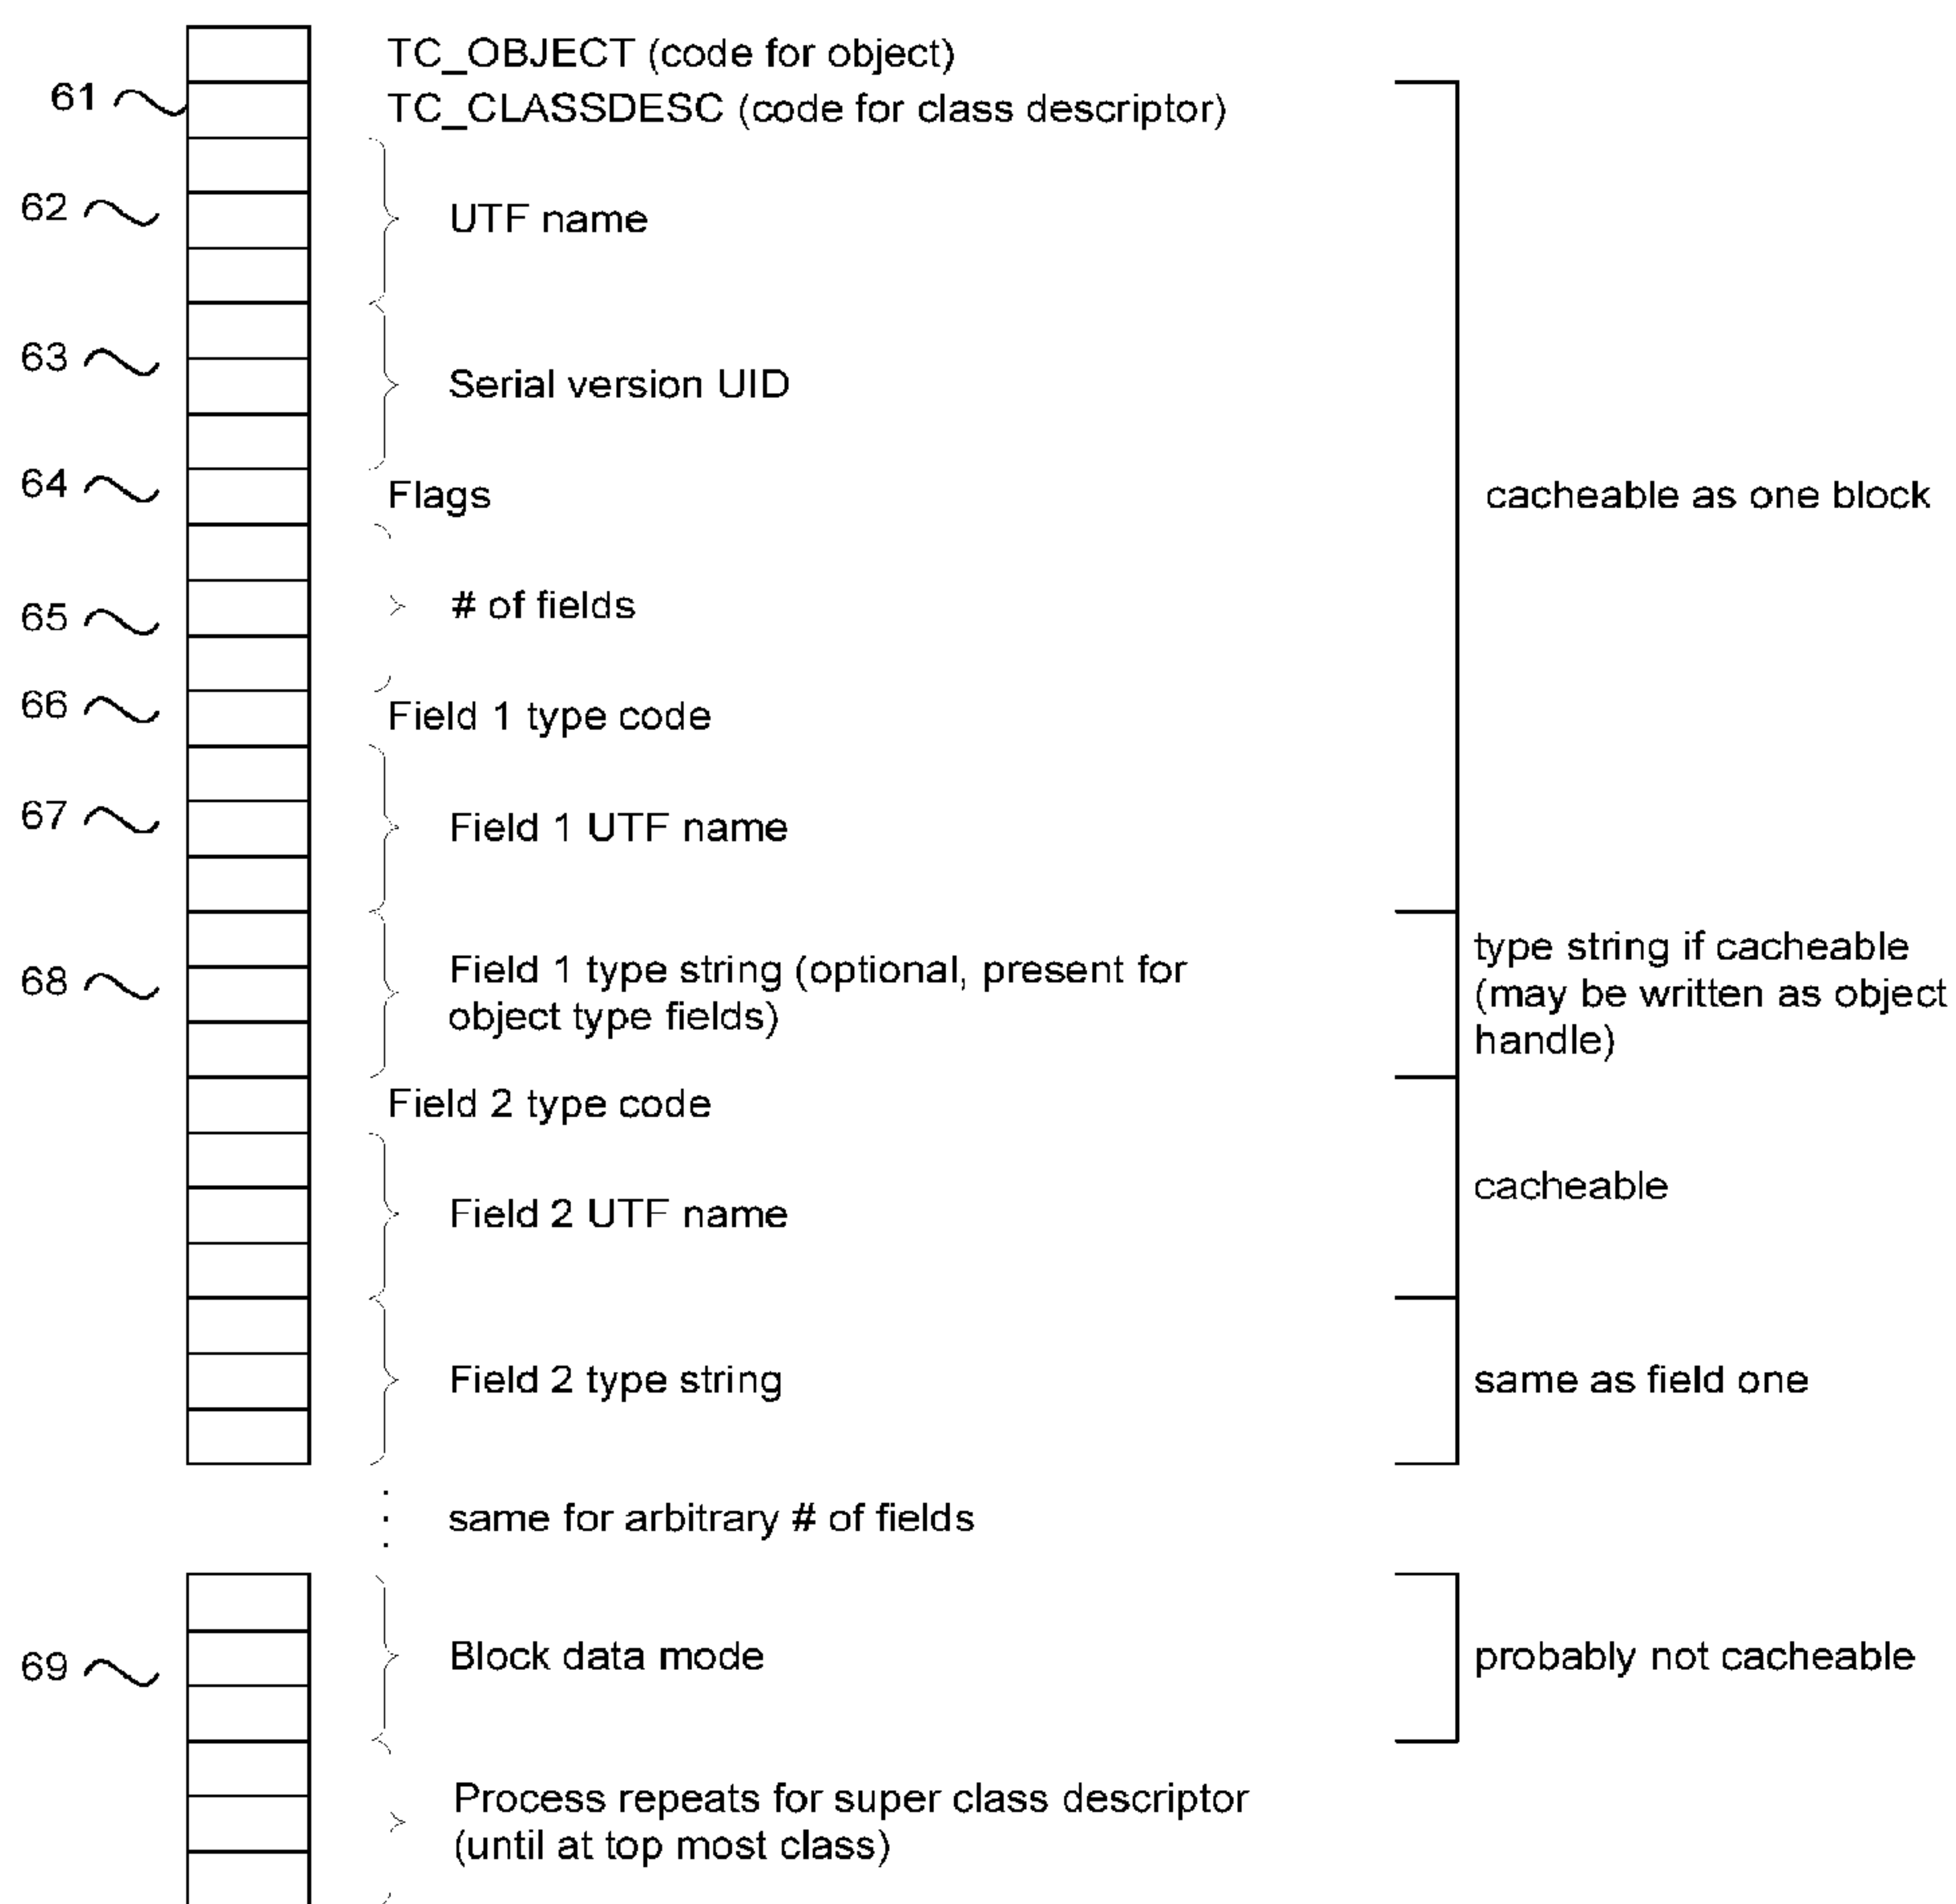 TC_OBJECT (code for object)
61 TC_CLASSDESC (code for class descriptor)
62 UTF name
63 Serial version UID
64 Flags
cacheable as one block
65 # of fields
66 Field 1 type code
67 Field 1 UTF name
68 Field 1 type string (optional, present for
object type fields)
type string if cacheable
(may be written as object
handle)
Field 2 type code
Field 2 UTF name
cacheable
Field 2 type string
same as field one
same for arbitrary # of fields
69 Block data mode
probably not cacheable
Process repeats for super class descriptor
(until at top most class)